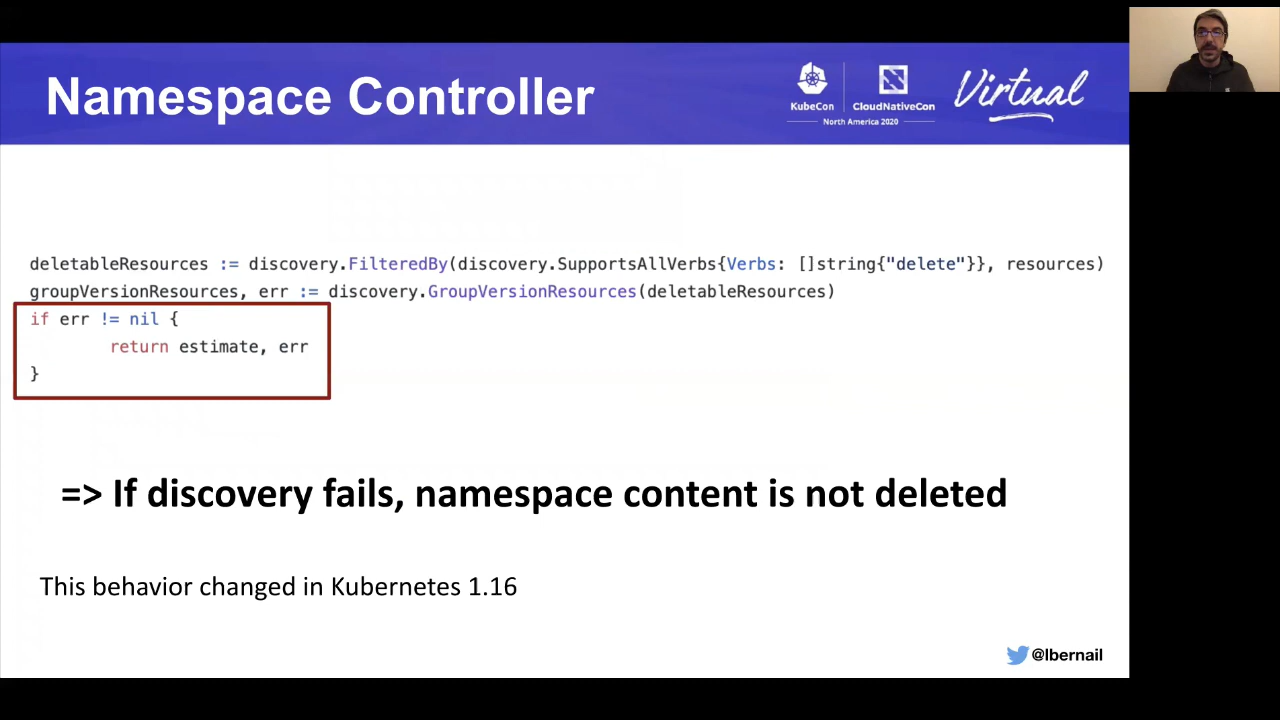 Namespace Controller
KubeCon
CloudNativeCon
North America 2020
Virtual
deletableResources := discovery.FilteredBy(discovery.SupportsAllVerbs{Verbs: []string{"delete"}}, resources)
groupVersionResources, err := discovery.GroupVersionResources(deletableResources)
if err != nil {
return estimate, err
}
=> If discovery fails, namespace content is not deleted
This behavior changed in Kubernetes 1.16
@lbernail